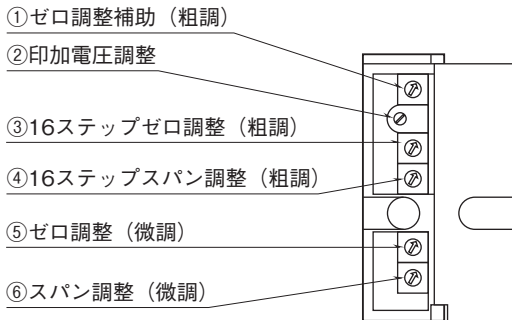 ①ゼロ調整補助（粗調）
②印加電圧調整
③16ステップゼロ調整（粗調）
④16ステップスパン調整（粗調）
⑤ゼロ調整（微調）
⑥スパン調整（微調）